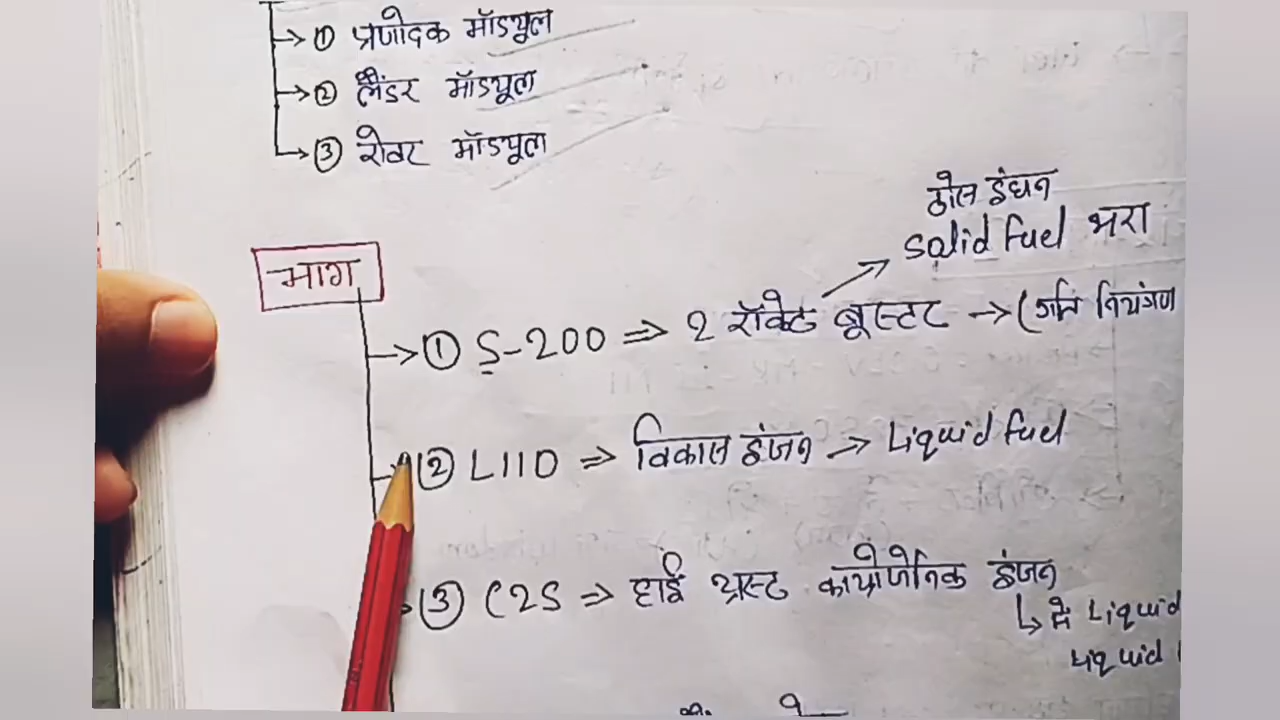 → ① प्रणोदक मॉड्यूल
→ ② लैंडर मॉड्यूल
→ ③ रोवर मॉड्यूल
भाग
ठोस इंधन
Solid fuel भरा
→ ① S-200 ⇒ 2 रॉकेट बूस्टर → (गति नियंत्रण
→ ② L110 ⇒ विकास इंजन → Liquid fuel
③ C25 ⇒ हाई थ्रस्ट क्रायोजेनिक इंजन
↳ में Liquid
Liquid